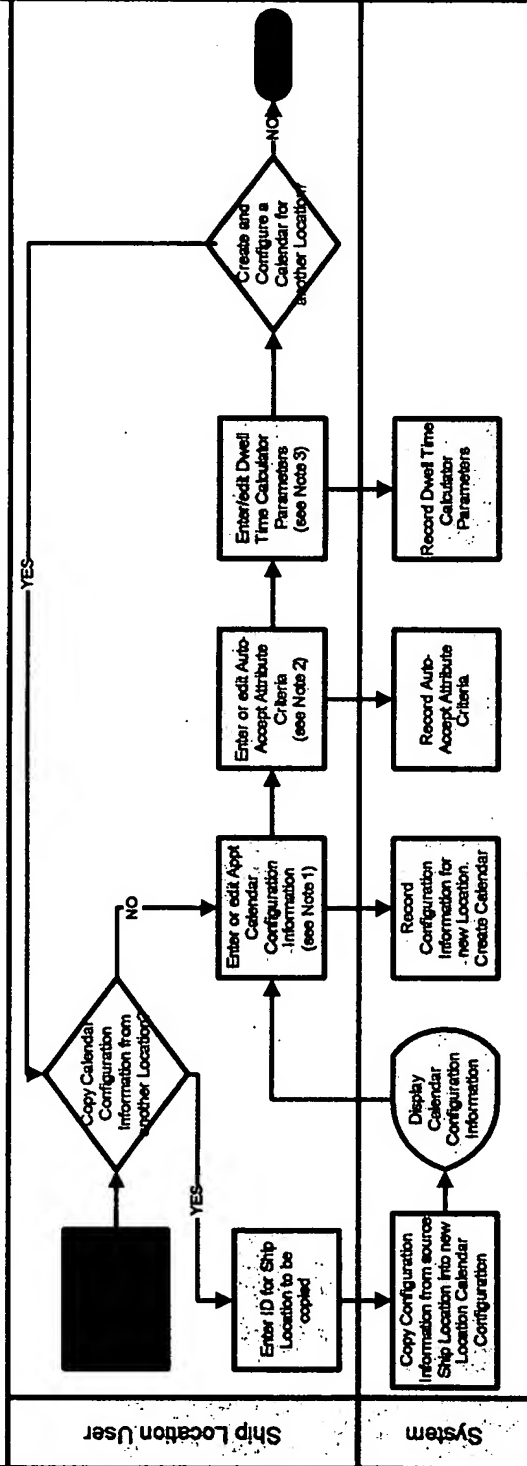 Ship Location User
System
YES
Copy Calendar
Configuration
Information from
another Location?
NO
YES
Enter ID for Ship
Location to be
copied
Enter or edit Appt
Calendar
Configuration
Information
(see Note 1)
Enter or edit Auto-
Accept Attribute
Criteria
(see Note 2)
Enter/edit Dwell
Time Calculator
Parameters
(see Note 3)
Create and
Configure a
Calendar for
another Location?
NO
Copy Configuration
Information from source
Ship Location into new
Location Calendar
Configuration
Display
Calendar
Configuration
Information
Record
Configuration
Information for
new Location.
Create Calendar
Record Auto-
Accept Attribute
Criteria
Record Dwell Time
Calculator
Parameters